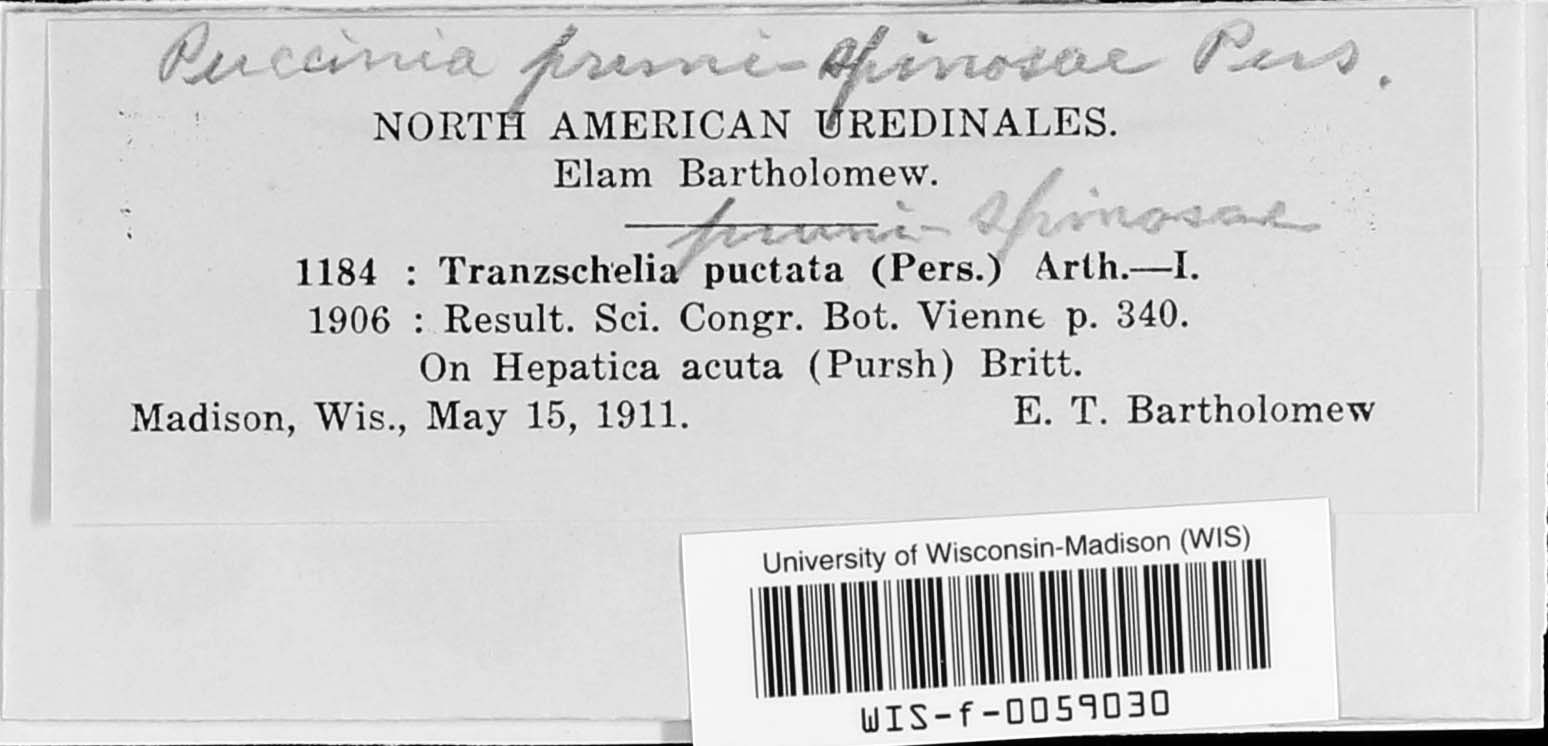 Puccinia pruni-spinosae Pers.
NORTH AMERICAN UREDINALES.
Elam Bartholomew.
pruni-spinosae
1184 : Tranzschelia puctata (Pers.) Arth.—I.
1906 : Result. Sci. Congr. Bot. Vienne p. 340.
On Hepatica acuta (Pursh) Britt.
Madison, Wis., May 15, 1911. E. T. Bartholomew
University of Wisconsin-Madison (WIS)
WIS-f-0059030